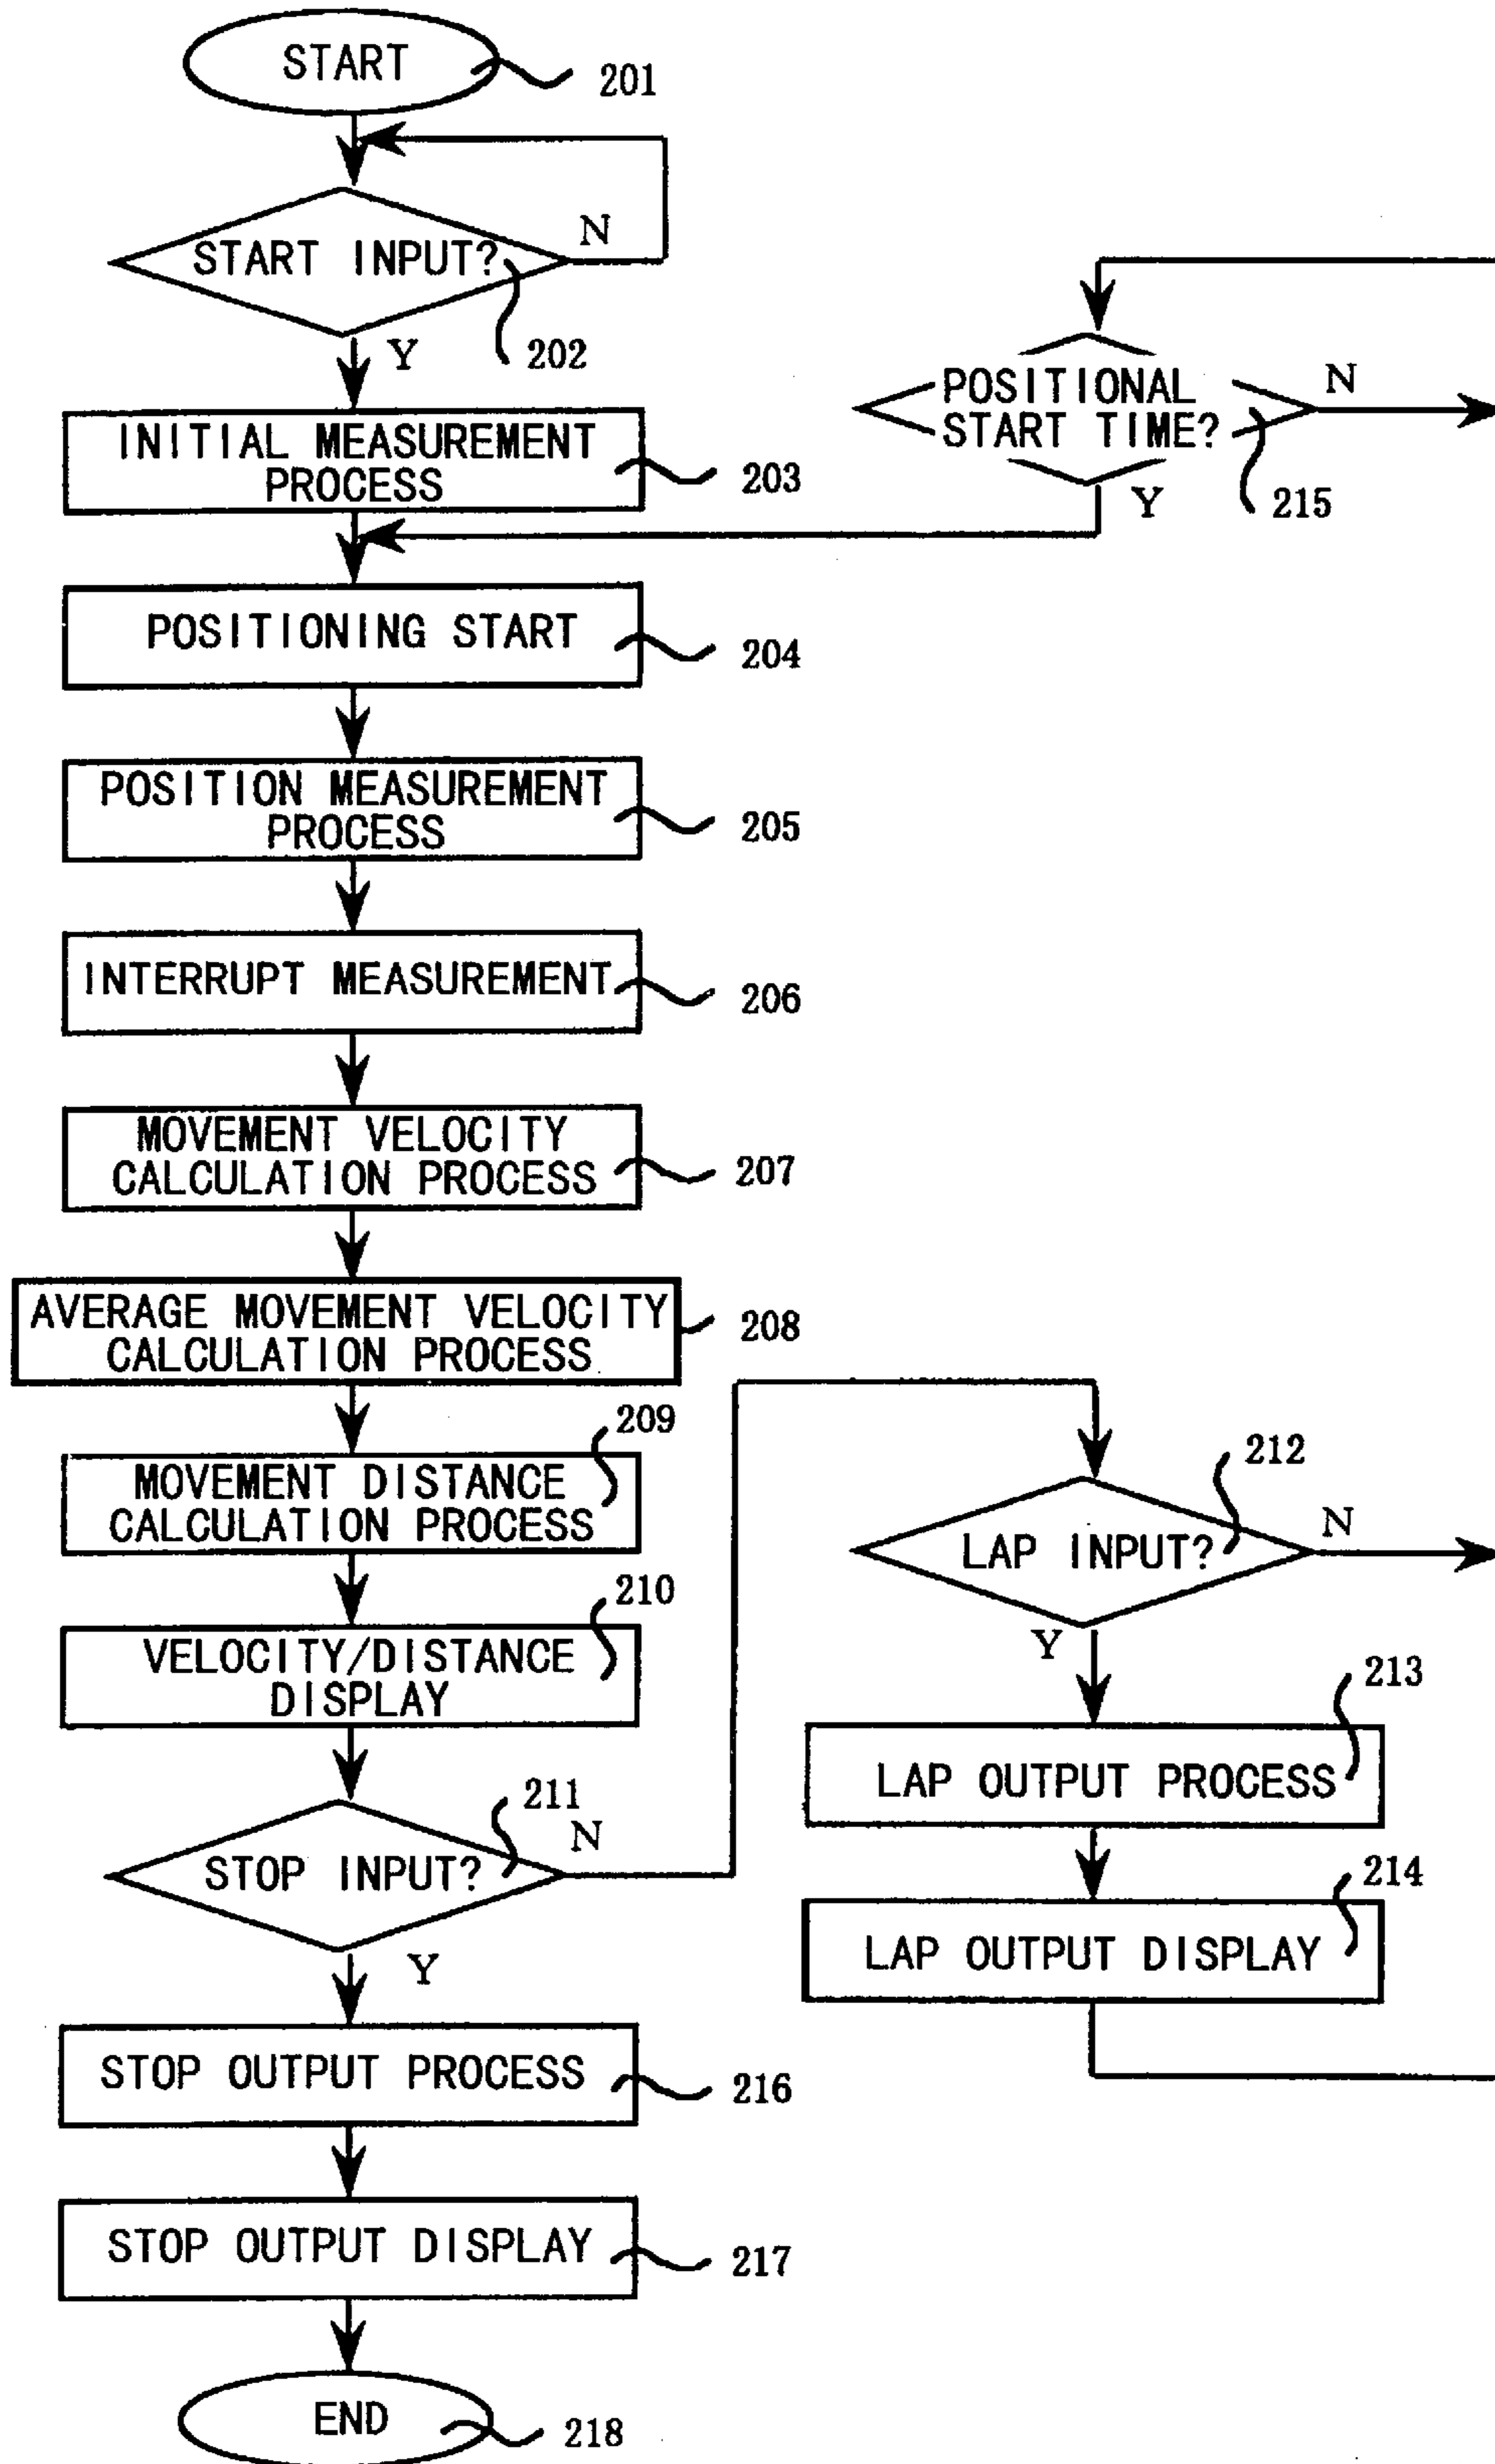 START
201
START INPUT?
N
202
Y
INITIAL MEASUREMENT
PROCESS
203
POSITIONAL
START TIME?
N
215
Y
POSITIONING START
204
POSITION MEASUREMENT
PROCESS
205
INTERRUPT MEASUREMENT
206
MOVEMENT VELOCITY
CALCULATION PROCESS
207
AVERAGE MOVEMENT VELOCITY
CALCULATION PROCESS
208
209
MOVEMENT DISTANCE
CALCULATION PROCESS
210
VELOCITY/DISTANCE
DISPLAY
211
STOP INPUT?
N
Y
212
LAP INPUT?
N
Y
213
LAP OUTPUT PROCESS
214
LAP OUTPUT DISPLAY
STOP OUTPUT PROCESS
216
STOP OUTPUT DISPLAY
217
END
218